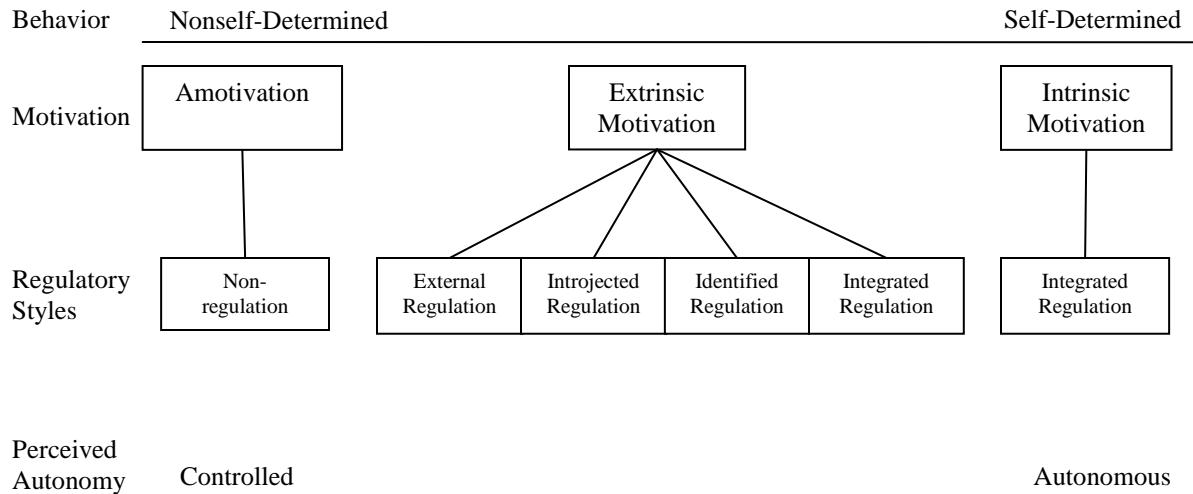 Behavior Nonself-Determined Self-Determined
Amotivation Extrinsic Intrinsic
Motivation Motivation Motivation
Regulatory Non- External Introjected Identified Integrated Integrated
Styles regulation Regulation Regulation Regulation Regulation Regulation
Perceived
Autonomy Controlled Autonomous